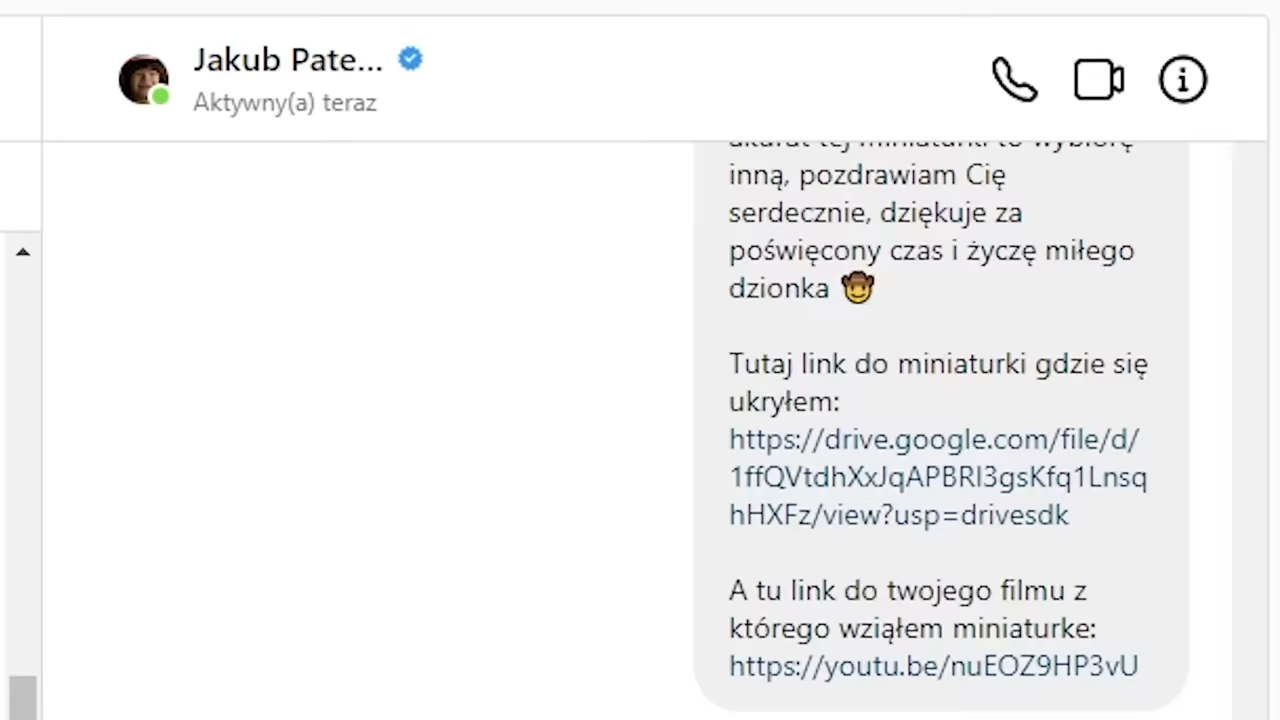 Jakub Pate...
Aktywny(a) teraz
akurat tej miniaturki to wybiorę
inną, pozdrawiam Cię
serdecznie, dziękuje za
poświęcony czas i życzę miłego
dzionka 🤠
Tutaj link do miniaturki gdzie się
ukryłem:
https://drive.google.com/file/d/
1ffQVtdhXxJqAPBRI3gsKfq1Lnsq
hHXFz/view?usp=drivesdk
A tu link do twojego filmu z
którego wziąłem miniaturke:
https://youtu.be/nuEOZ9HP3vU